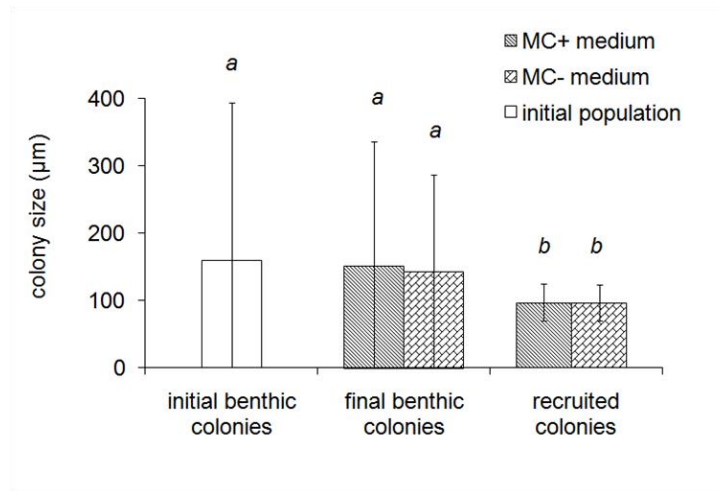 MC+ medium
MC- medium
initial population
a
a
a
b
b
colony size (µm)
400
300
200
100
0
initial benthic
colonies
final benthic
colonies
recruited
colonies